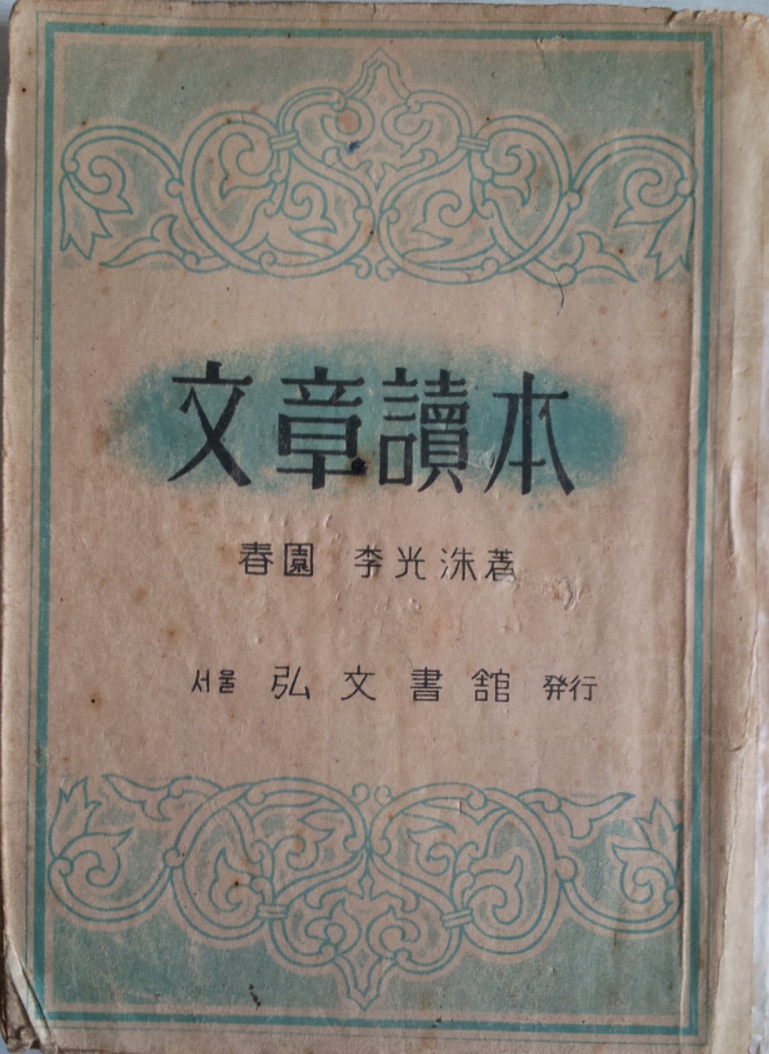 文章讀本
春園 李光洙著
서울 弘文書館 発行